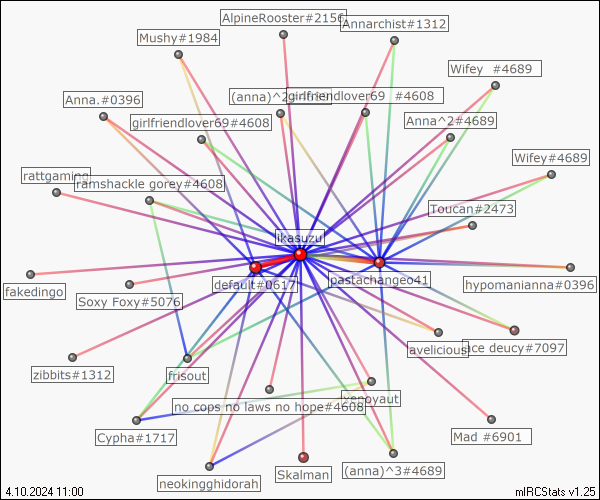 AlpineRooster#2156
Annarchist#1312
Mushy#1984
Wifey #4689
Anna.#0396
(anna)^2
girlfriendlover69 #4608
girlfriendlover69#4608
Anna^2#4689
Wifey#4689
rattgaming
ramshackle gorey#4608
Toucan#2473
ikasuzu
default#0617
pastachange041
hypomanianna#0396
fakedingo
Soxy Foxy#5076
avelicious
ice deucy#7097
zibbits#1312
frisout
no cops no laws no hope#4608
Cypha#1717
Mad #6901
neokingghidorah
Skalman
(anna)^3#4689
4.10.2024 11:00
mIRCStats v1.25